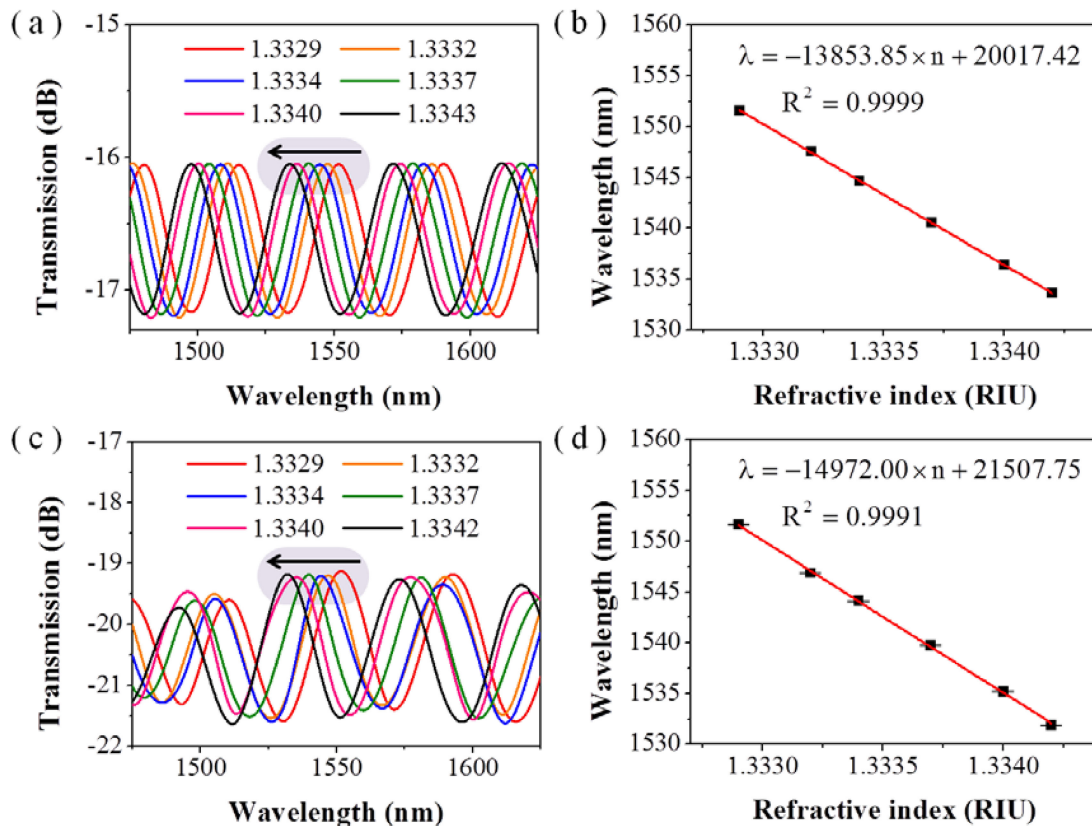 ( a )
-15
-16
-17
Transmission (dB)
1.3329
1.3332
1.3334
1.3337
1.3340
1.3343
1500
1550
1600
Wavelength (nm)
( b )
1560
1555
1550
1545
1540
1535
1530
Wavelength (nm)
λ = −13853.85 × n + 20017.42
R² = 0.9999
1.3330
1.3335
1.3340
Refractive index (RIU)
( c )
-17
-18
-19
-20
-21
-22
Transmission (dB)
1.3329
1.3332
1.3334
1.3337
1.3340
1.3342
1500
1550
1600
Wavelength (nm)
( d )
1560
1555
1550
1545
1540
1535
1530
Wavelength (nm)
λ = −14972.00 × n + 21507.75
R² = 0.9991
1.3330
1.3335
1.3340
Refractive index (RIU)